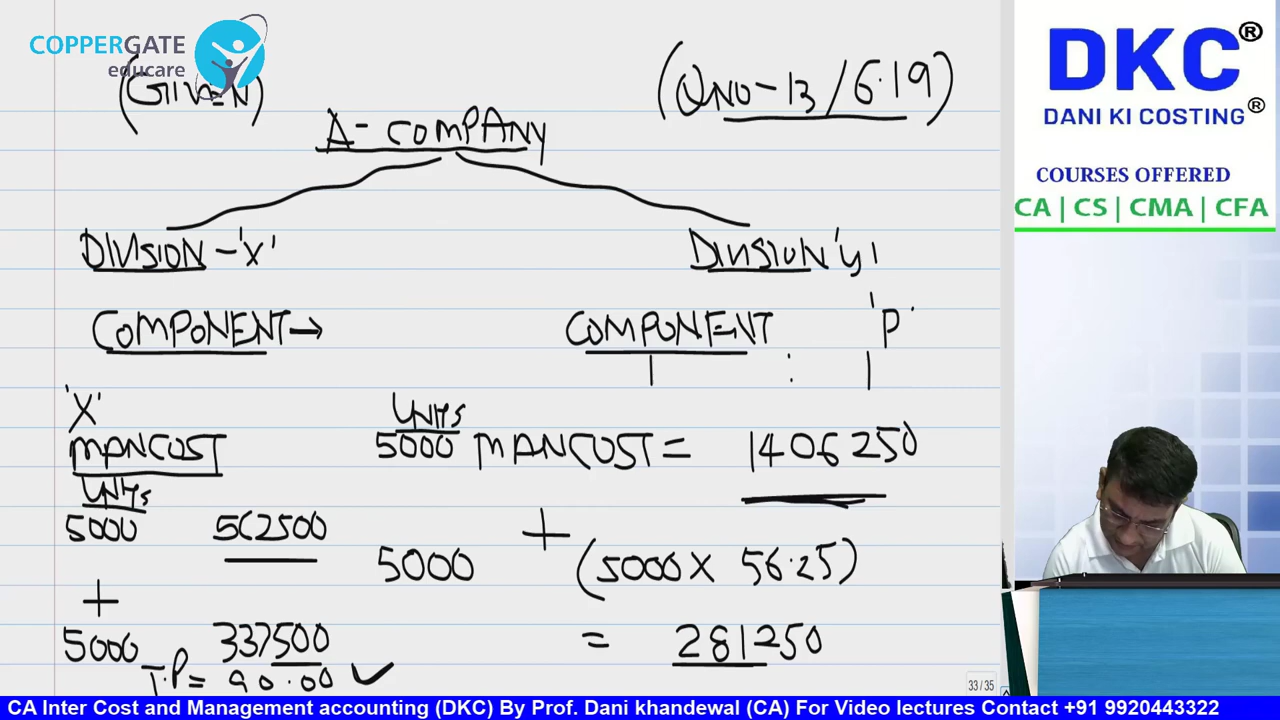 COPPERGATE
educare
(GIVEN)
(QNO-13/6.19)
A-COMPANY
DIVISION-'X'
DIVISION'Y'
COMPONENT→
COMPONENT 'P'
'X'
MANCOST
UNITS
5000 MANCOST= 1406250
UNITS
5000 562500
+
5000
(5000X 56.25)
+
5000 337500
= 281250
T.P= 90.00 ✓
33/35
DKC®
DANI KI COSTING®
COURSES OFFERED
CA | CS | CMA | CFA
CA Inter Cost and Management accounting (DKC) By Prof. Dani khandewal (CA) For Video lectures Contact +91 9920443322